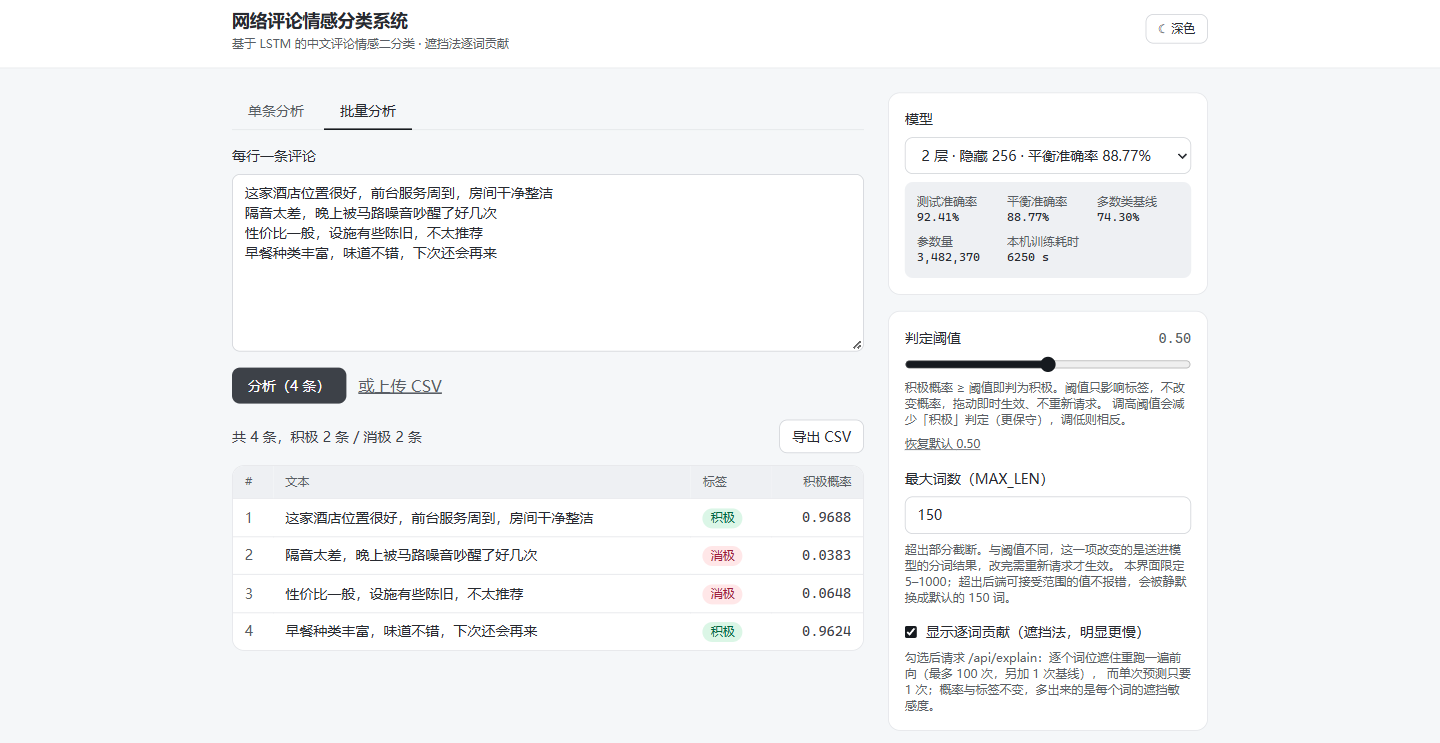 网络评论情感分类系统
基于 LSTM 的中文评论情感二分类 · 遮挡法逐词贡献
☾ 深色
单条分析 批量分析
每行一条评论
这家酒店位置很好，前台服务周到，房间干净整洁
隔音太差，晚上被马路噪音吵醒了好几次
性价比一般，设施有些陈旧，不太推荐
早餐种类丰富，味道不错，下次还会再来
分析（4 条） 或上传 CSV
共 4 条，积极 2 条 / 消极 2 条 导出 CSV
# 文本 标签 积极概率
1 这家酒店位置很好，前台服务周到，房间干净整洁 积极 0.9688
2 隔音太差，晚上被马路噪音吵醒了好几次 消极 0.0383
3 性价比一般，设施有些陈旧，不太推荐 消极 0.0648
4 早餐种类丰富，味道不错，下次还会再来 积极 0.9624
模型
2 层 · 隐藏 256 · 平衡准确率 88.77%
测试准确率 平衡准确率 多数类基线
92.41% 88.77% 74.30%
参数量 本机训练耗时
3,482,370 6250 s
判定阈值 0.50
积极概率 ≥ 阈值即判为积极。阈值只影响标签，不改
变概率，拖动即时生效、不重新请求。 调高阈值会减
少「积极」判定（更保守），调低则相反。
恢复默认 0.50
最大词数（MAX_LEN）
150
超出部分截断。与阈值不同，这一项改变的是送进模
型的分词结果，改完需重新请求才生效。 本界面限定
5–1000；超出后端可接受范围的值不报错，会被静默
换成默认的 150 词。
显示逐词贡献（遮挡法，明显更慢）
勾选后请求 /api/explain：逐个词位遮住重跑一遍前
向（最多 100 次，另加 1 次基线）， 而单次预测只要
1 次；概率与标签不变，多出来的是每个词的遮挡敏
感度。